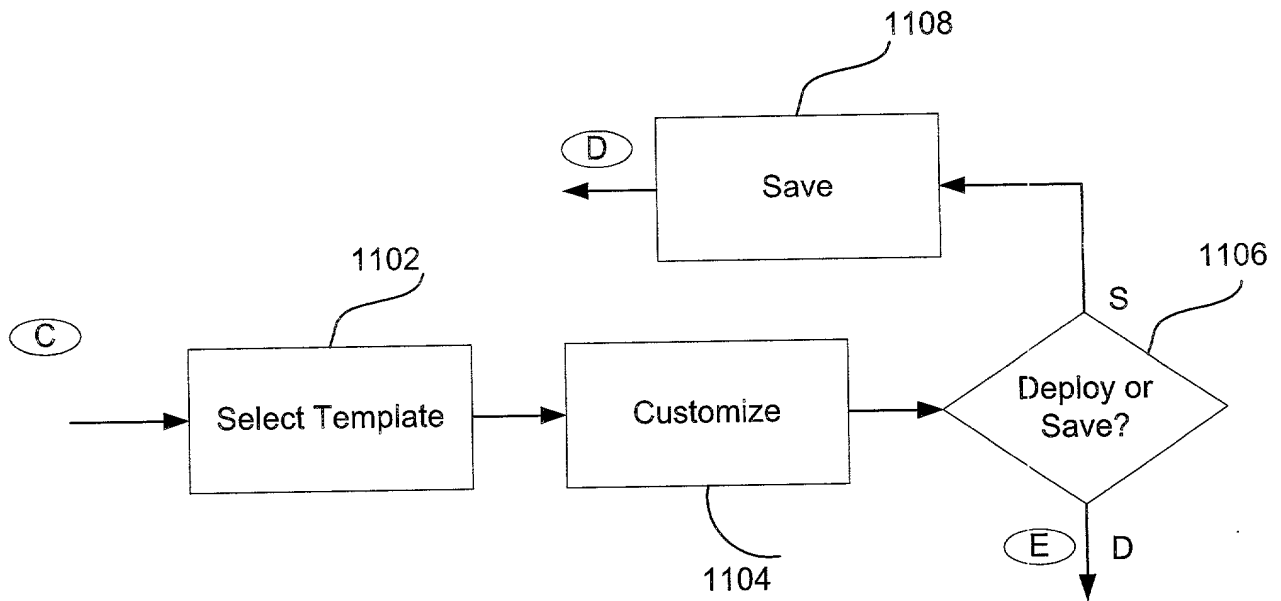 1108
D
Save
1102
1106
C
S
Select Template
Customize
Deploy or
Save?
E
D
1104